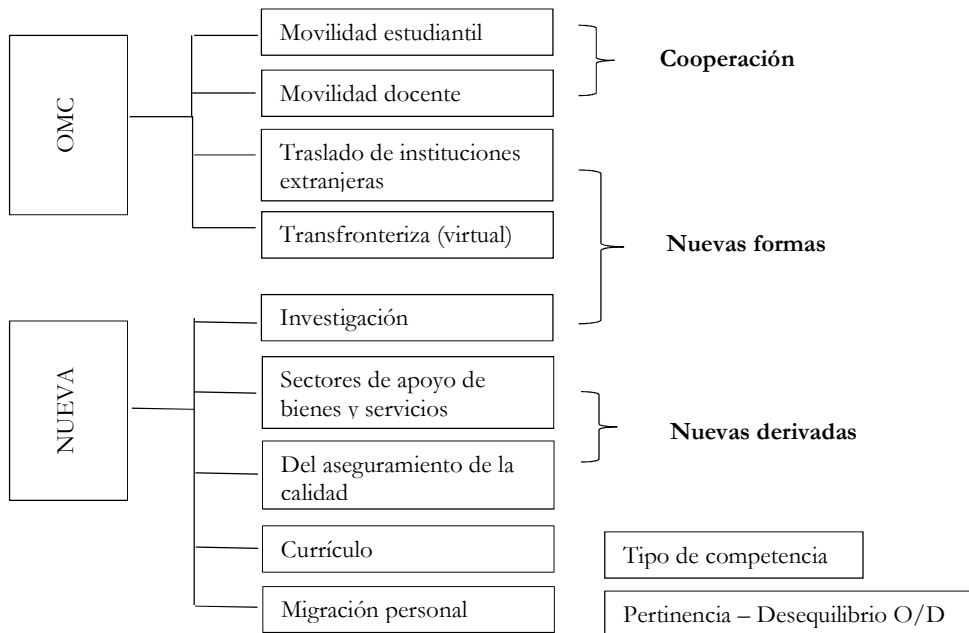 OMC
Movilidad estudiantil
Movilidad docente
Cooperación
Traslado de instituciones
extranjeras
Transfronteriza (virtual)
Nuevas formas
NUEVA
Investigación
Sectores de apoyo de
bienes y servicios
Nuevas derivadas
Del aseguramiento de la
calidad
Currículo
Tipo de competencia
Migración personal
Pertinencia – Desequilibrio O/D